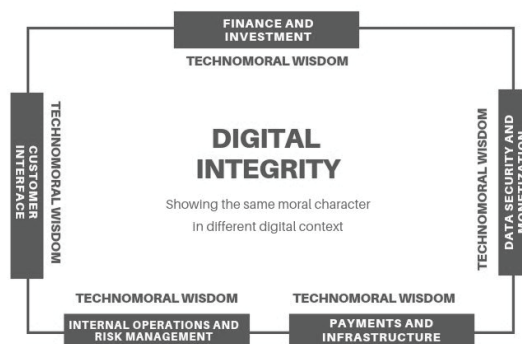 FINANCE AND
INVESTMENT
TECHNOMORAL WISDOM
CUSTOMER
INTERFACE
TECHNOMORAL WISDOM
DIGITAL
INTEGRITY
Showing the same moral character
in different digital context
TECHNOMORAL WISDOM
DATA SECURITY AND
MONETIZATION
TECHNOMORAL WISDOM
INTERNAL OPERATIONS AND
RISK MANAGEMENT
TECHNOMORAL WISDOM
PAYMENTS AND
INFRASTRUCTURE